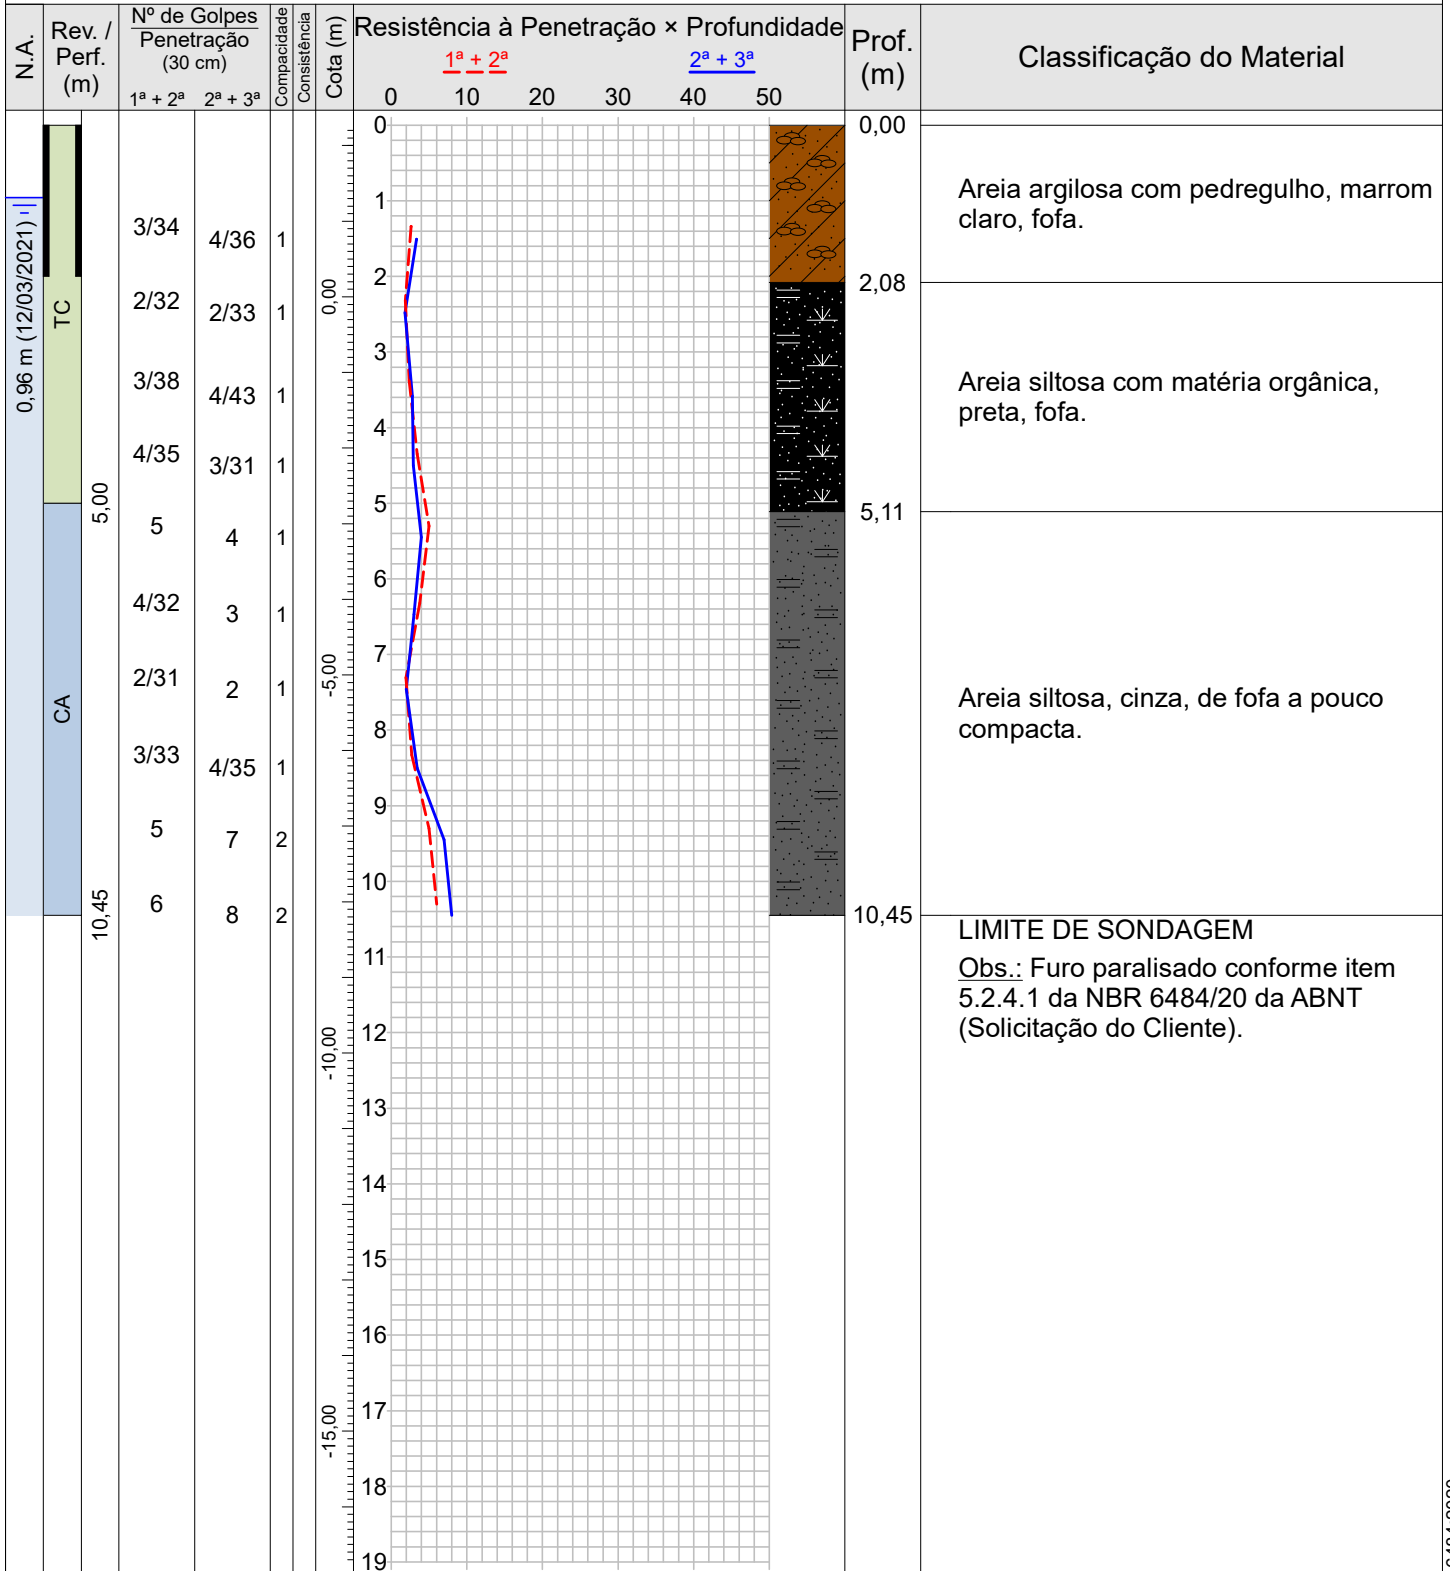 N.A.
Rev. /
Perf.
(m)
Nº de Golpes
Penetração
(30 cm)
1ª + 2ª
2ª + 3ª
Compacidade
Consistência
Cota (m)
Resistência à Penetração × Profundidade
1ª + 2ª
2ª + 3ª
0 10 20 30 40 50
Prof.
(m)
Classificação do Material
0,96 m (12/03/2021)
TC
5,00
CA
10,45
3/34 4/36 1
2/32 2/33 1
3/38 4/43 1
4/35 3/31 1
5 4 1
4/32 3 1
2/31 2 1
3/33 4/35 1
5 7 2
6 8 2
0,00
-5,00
-10,00
-15,00
0
1
2
3
4
5
6
7
8
9
10
11
12
13
14
15
16
17
18
19
0,00
Areia argilosa com pedregulho, marrom
claro, fofa.
2,08
Areia siltosa com matéria orgânica,
preta, fofa.
5,11
Areia siltosa, cinza, de fofa a pouco
compacta.
10,45
LIMITE DE SONDAGEM
Obs.: Furo paralisado conforme item
5.2.4.1 da NBR 6484/20 da ABNT
(Solicitação do Cliente).